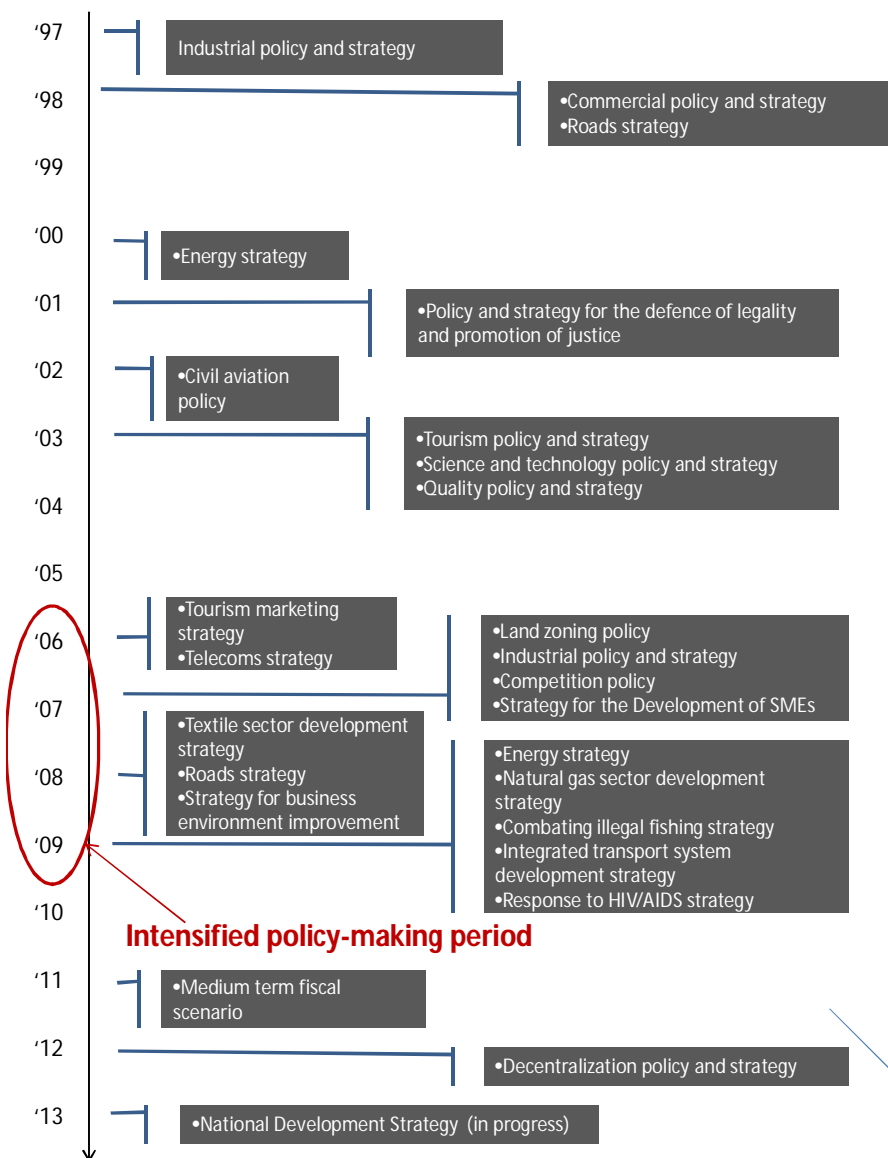 ‘97
Industrial policy and strategy
‘98
•Commercial policy and strategy
•Roads strategy
‘99
‘00
•Energy strategy
‘01
•Policy and strategy for the defence of legality
and promotion of justice
‘02
•Civil aviation
policy
‘03
•Tourism policy and strategy
•Science and technology policy and strategy
•Quality policy and strategy
‘04
‘05
‘06
•Tourism marketing
strategy
•Telecoms strategy
•Land zoning policy
•Industrial policy and strategy
•Competition policy
•Strategy for the Development of SMEs
‘07
•Textile sector development
strategy
•Roads strategy
•Strategy for business
environment improvement
‘08
•Energy strategy
•Natural gas sector development
strategy
•Combating illegal fishing strategy
•Integrated transport system
development strategy
•Response to HIV/AIDS strategy
‘09
‘10
Intensified policy-making period
‘11
•Medium term fiscal
scenario
‘12
•Decentralization policy and strategy
‘13
•National Development Strategy (in progress)